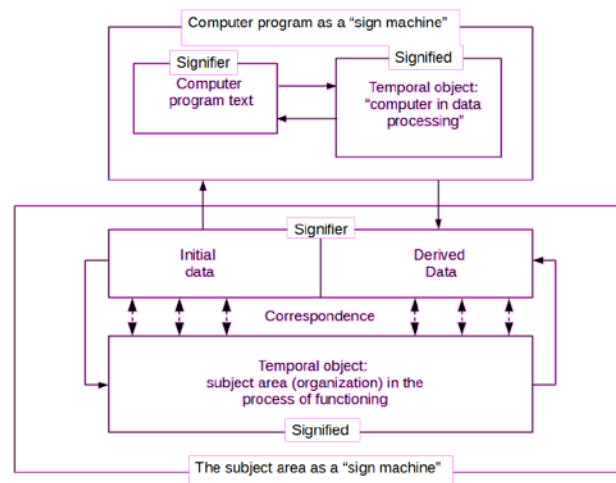 Computer program as a “sign machine”
Signifier
Signified
Computer
program text
Temporal object:
“computer in data
processing”
Signifier
Initial
data
Derived
Data
Correspondence
Temporal object:
subject area (organization) in the
process of functioning
Signified
The subject area as a “sign machine”